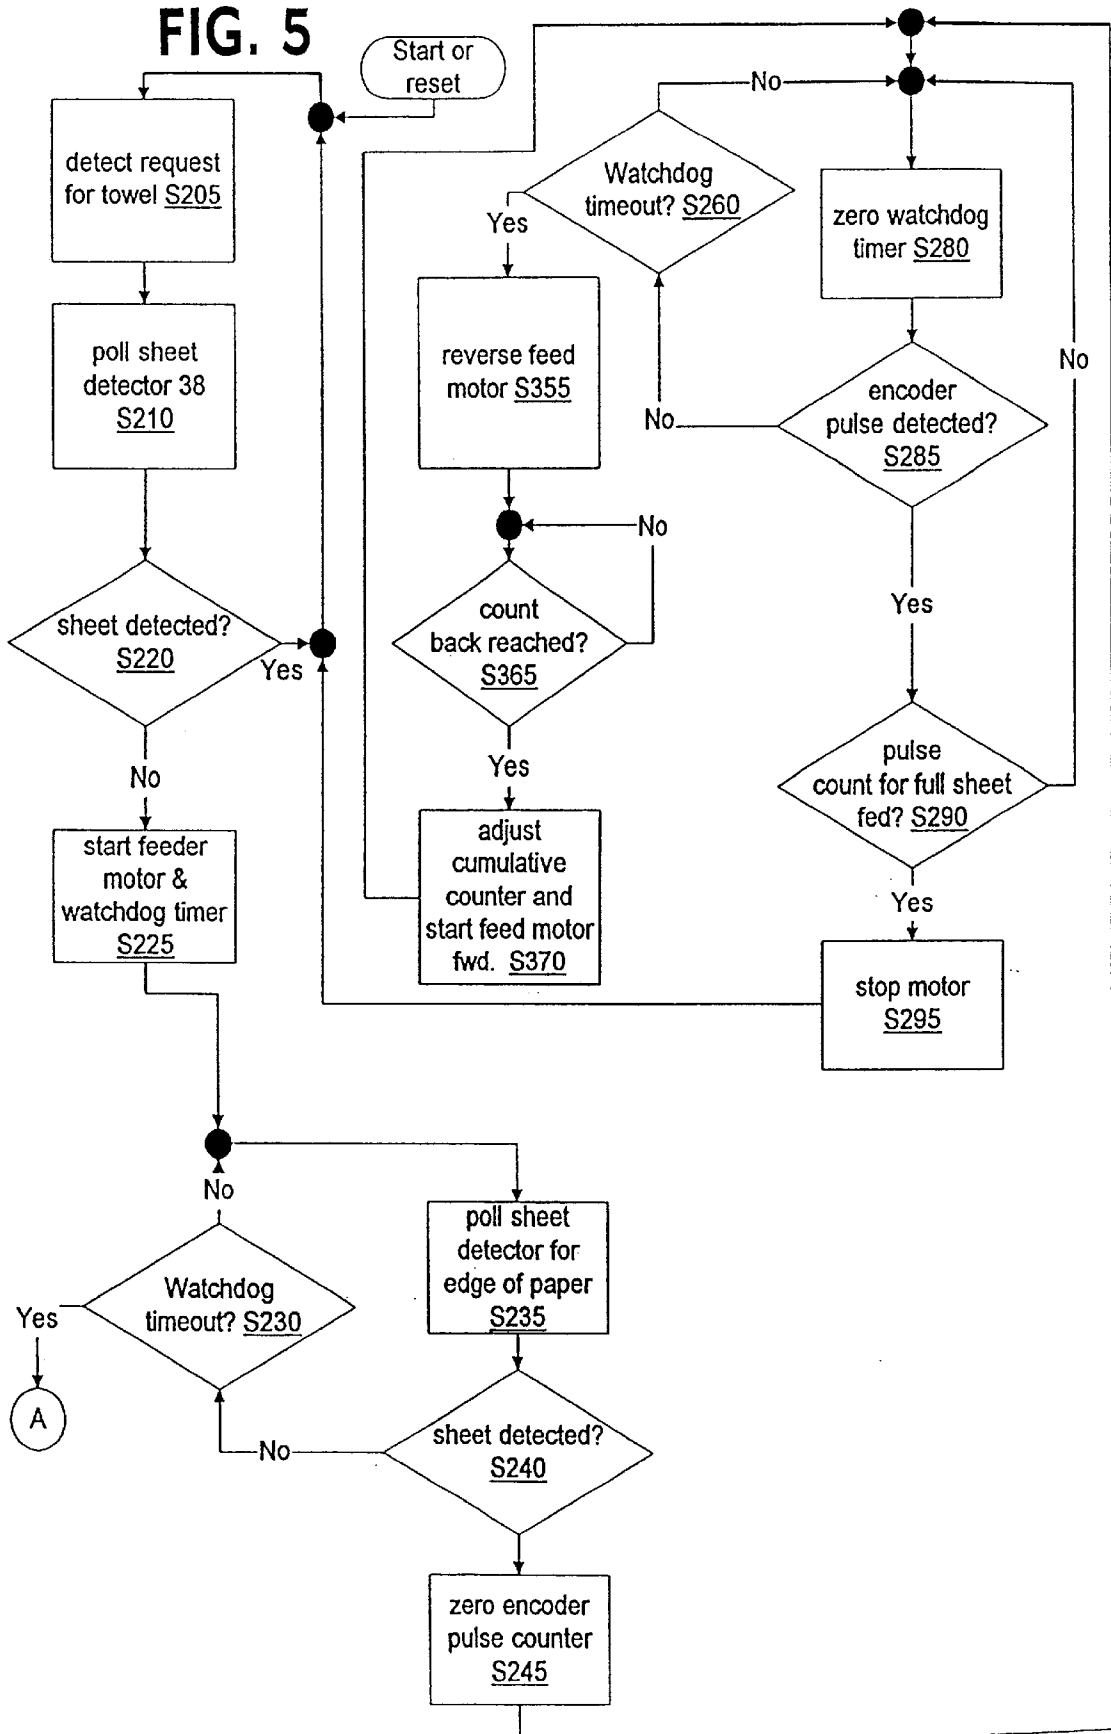 FIG. 5
Start or
reset
detect request
for towel S205
poll sheet
detector 38
S210
sheet detected?
S220
Yes
No
start feeder
motor &
watchdog timer
S225
No
Watchdog
timeout? S230
Yes
A
poll sheet
detector for
edge of paper
S235
sheet detected?
S240
No
zero encoder
pulse counter
S245
No
Watchdog
timeout? S260
Yes
reverse feed
motor S355
No
count
back reached?
S365
Yes
adjust
cumulative
counter and
start feed motor
fwd. S370
zero watchdog
timer S280
encoder
pulse detected?
S285
No
Yes
No
pulse
count for full sheet
fed? S290
Yes
stop motor
S295